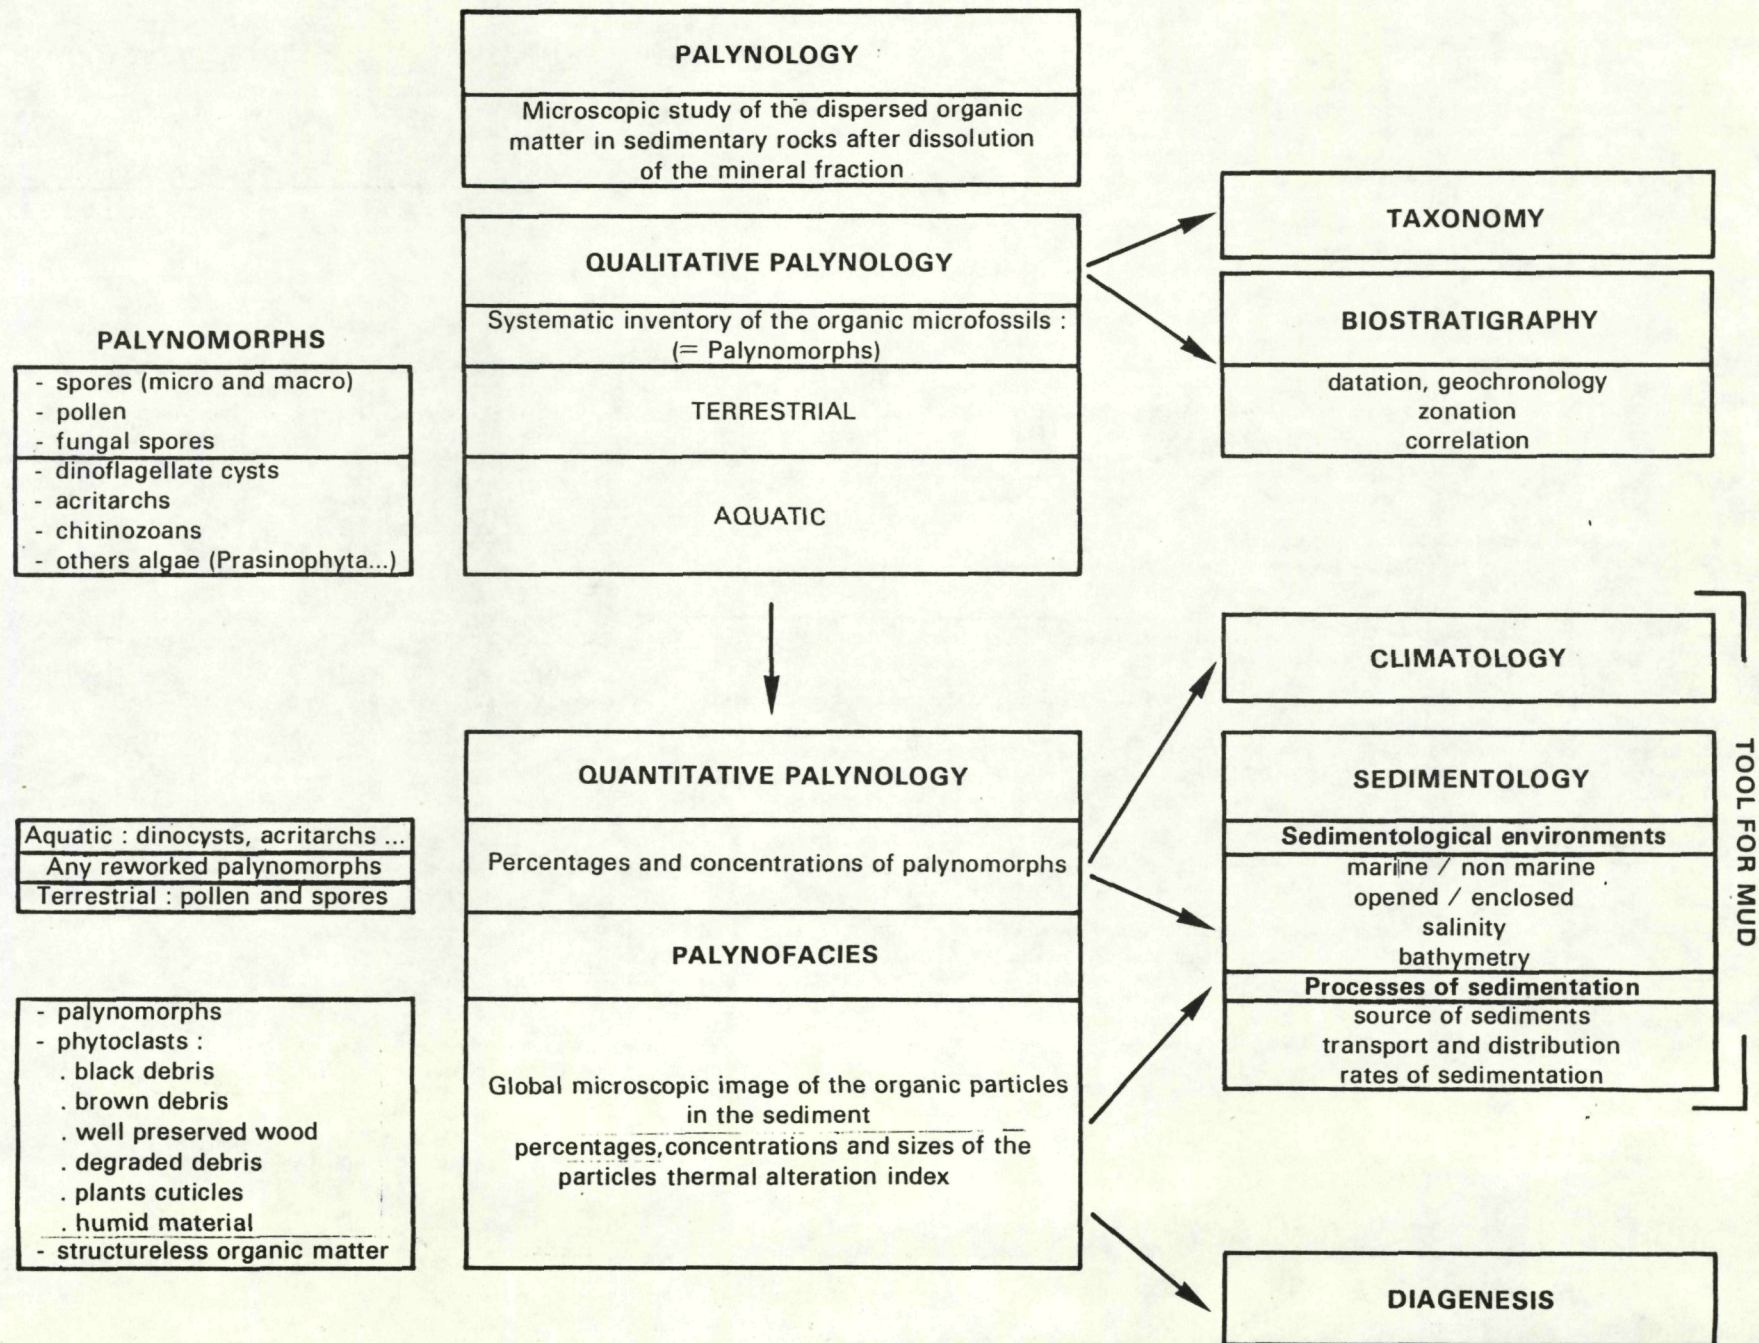 PALYNOLOGY
Microscopic study of the dispersed organic
matter in sedimentary rocks after dissolution
of the mineral fraction
QUALITATIVE PALYNOLOGY
Systematic inventory of the organic microfossils :
(= Palynomorphs)
TERRESTRIAL
AQUATIC
TAXONOMY
BIOSTRATIGRAPHY
datation, geochronology
zonation
correlation
PALYNOMORPHS
- spores (micro and macro)
- pollen
- fungal spores
- dinoflagellate cysts
- acritarchs
- chitinozoans
- others algae (Prasinophyta...)
QUANTITATIVE PALYNOLOGY
Percentages and concentrations of palynomorphs
PALYNOFACIES
Global microscopic image of the organic particles
in the sediment
percentages, concentrations and sizes of the
particles thermal alteration index
Aquatic : dinocysts, acritarchs ...
Any reworked palynomorphs
Terrestrial : pollen and spores
- palynomorphs
- phytoclasts :
. black debris
. brown debris
. well preserved wood
. degraded debris
. plants cuticles
. humid material
- structureless organic matter
CLIMATOLOGY
SEDIMENTOLOGY
Sedimentological environments
marine / non marine
opened / enclosed
salinity
bathymetry
Processes of sedimentation
source of sediments
transport and distribution
rates of sedimentation
TOOL FOR MUD
DIAGENESIS